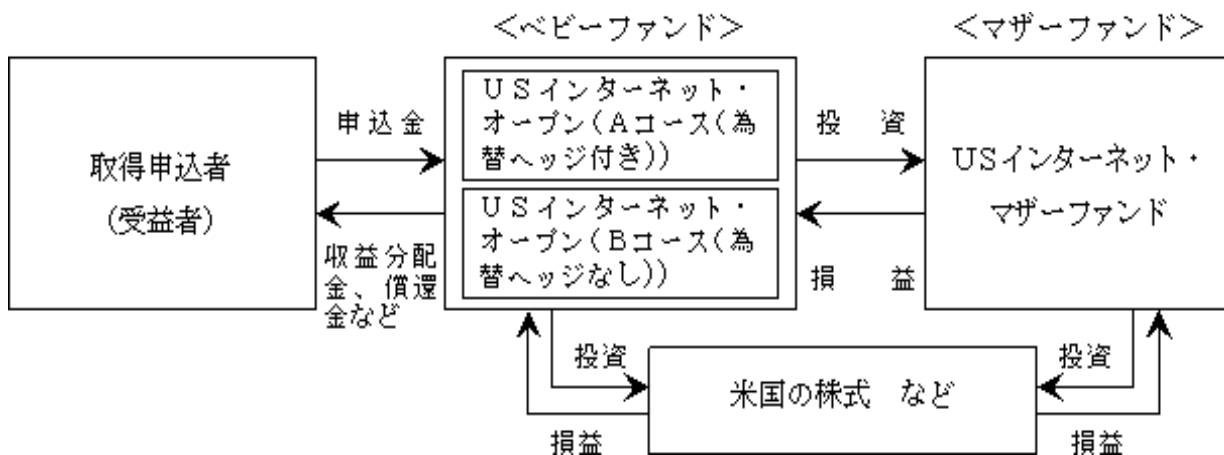 ＜ベビーファンド＞
＜マザーファンド＞
取得申込者
(受益者)
申込金
収益分配
金、償還
金など
ＵＳインターネット・
オープン(Ａコース(為
替ヘッジ付き))
ＵＳインターネット・
オープン(Ｂコース(為
替ヘッジなし))
投　資
損　益
USインターネット・
マザーファンド
投資
損益
米国の株式　など
投資
損益